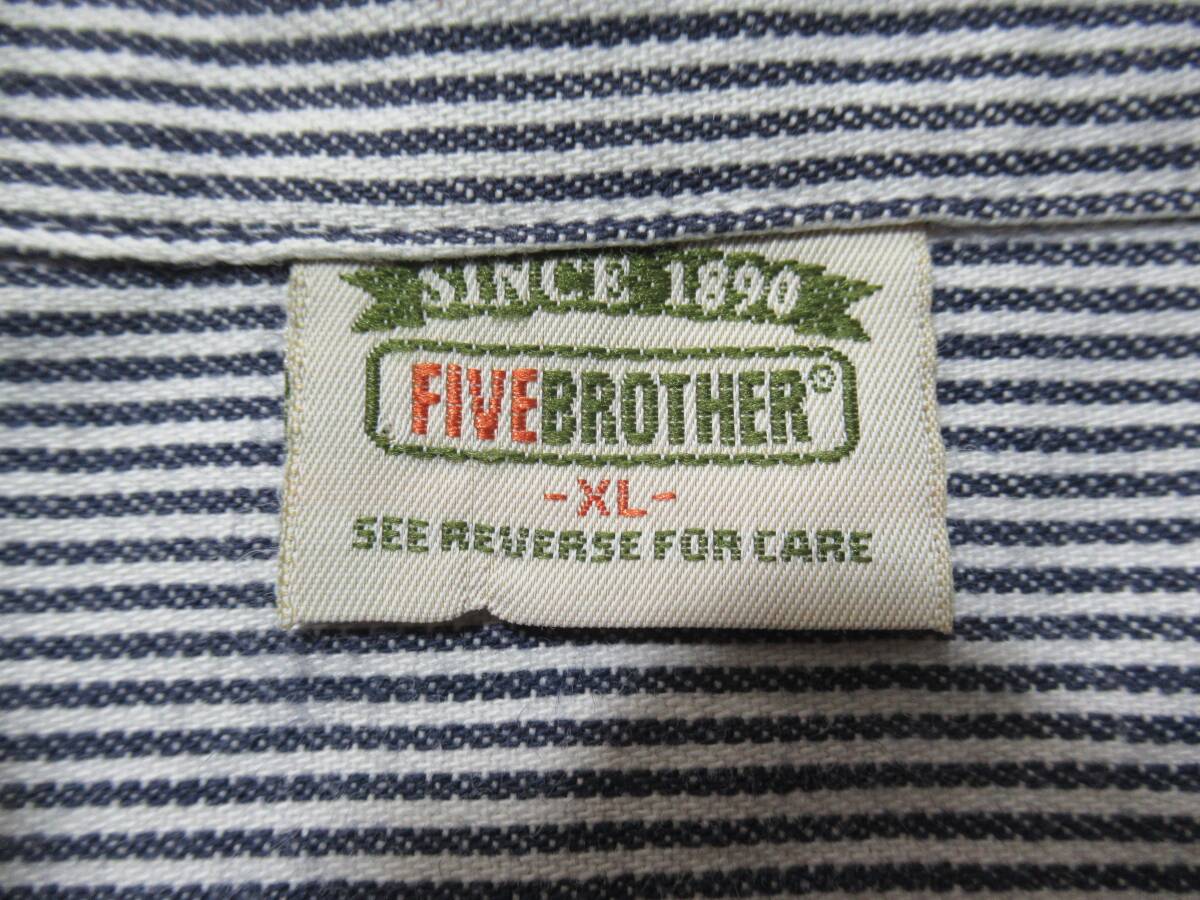 SINCE 1890
FIVEBROTHER®
-XL-
SEE REVERSE FOR CARE